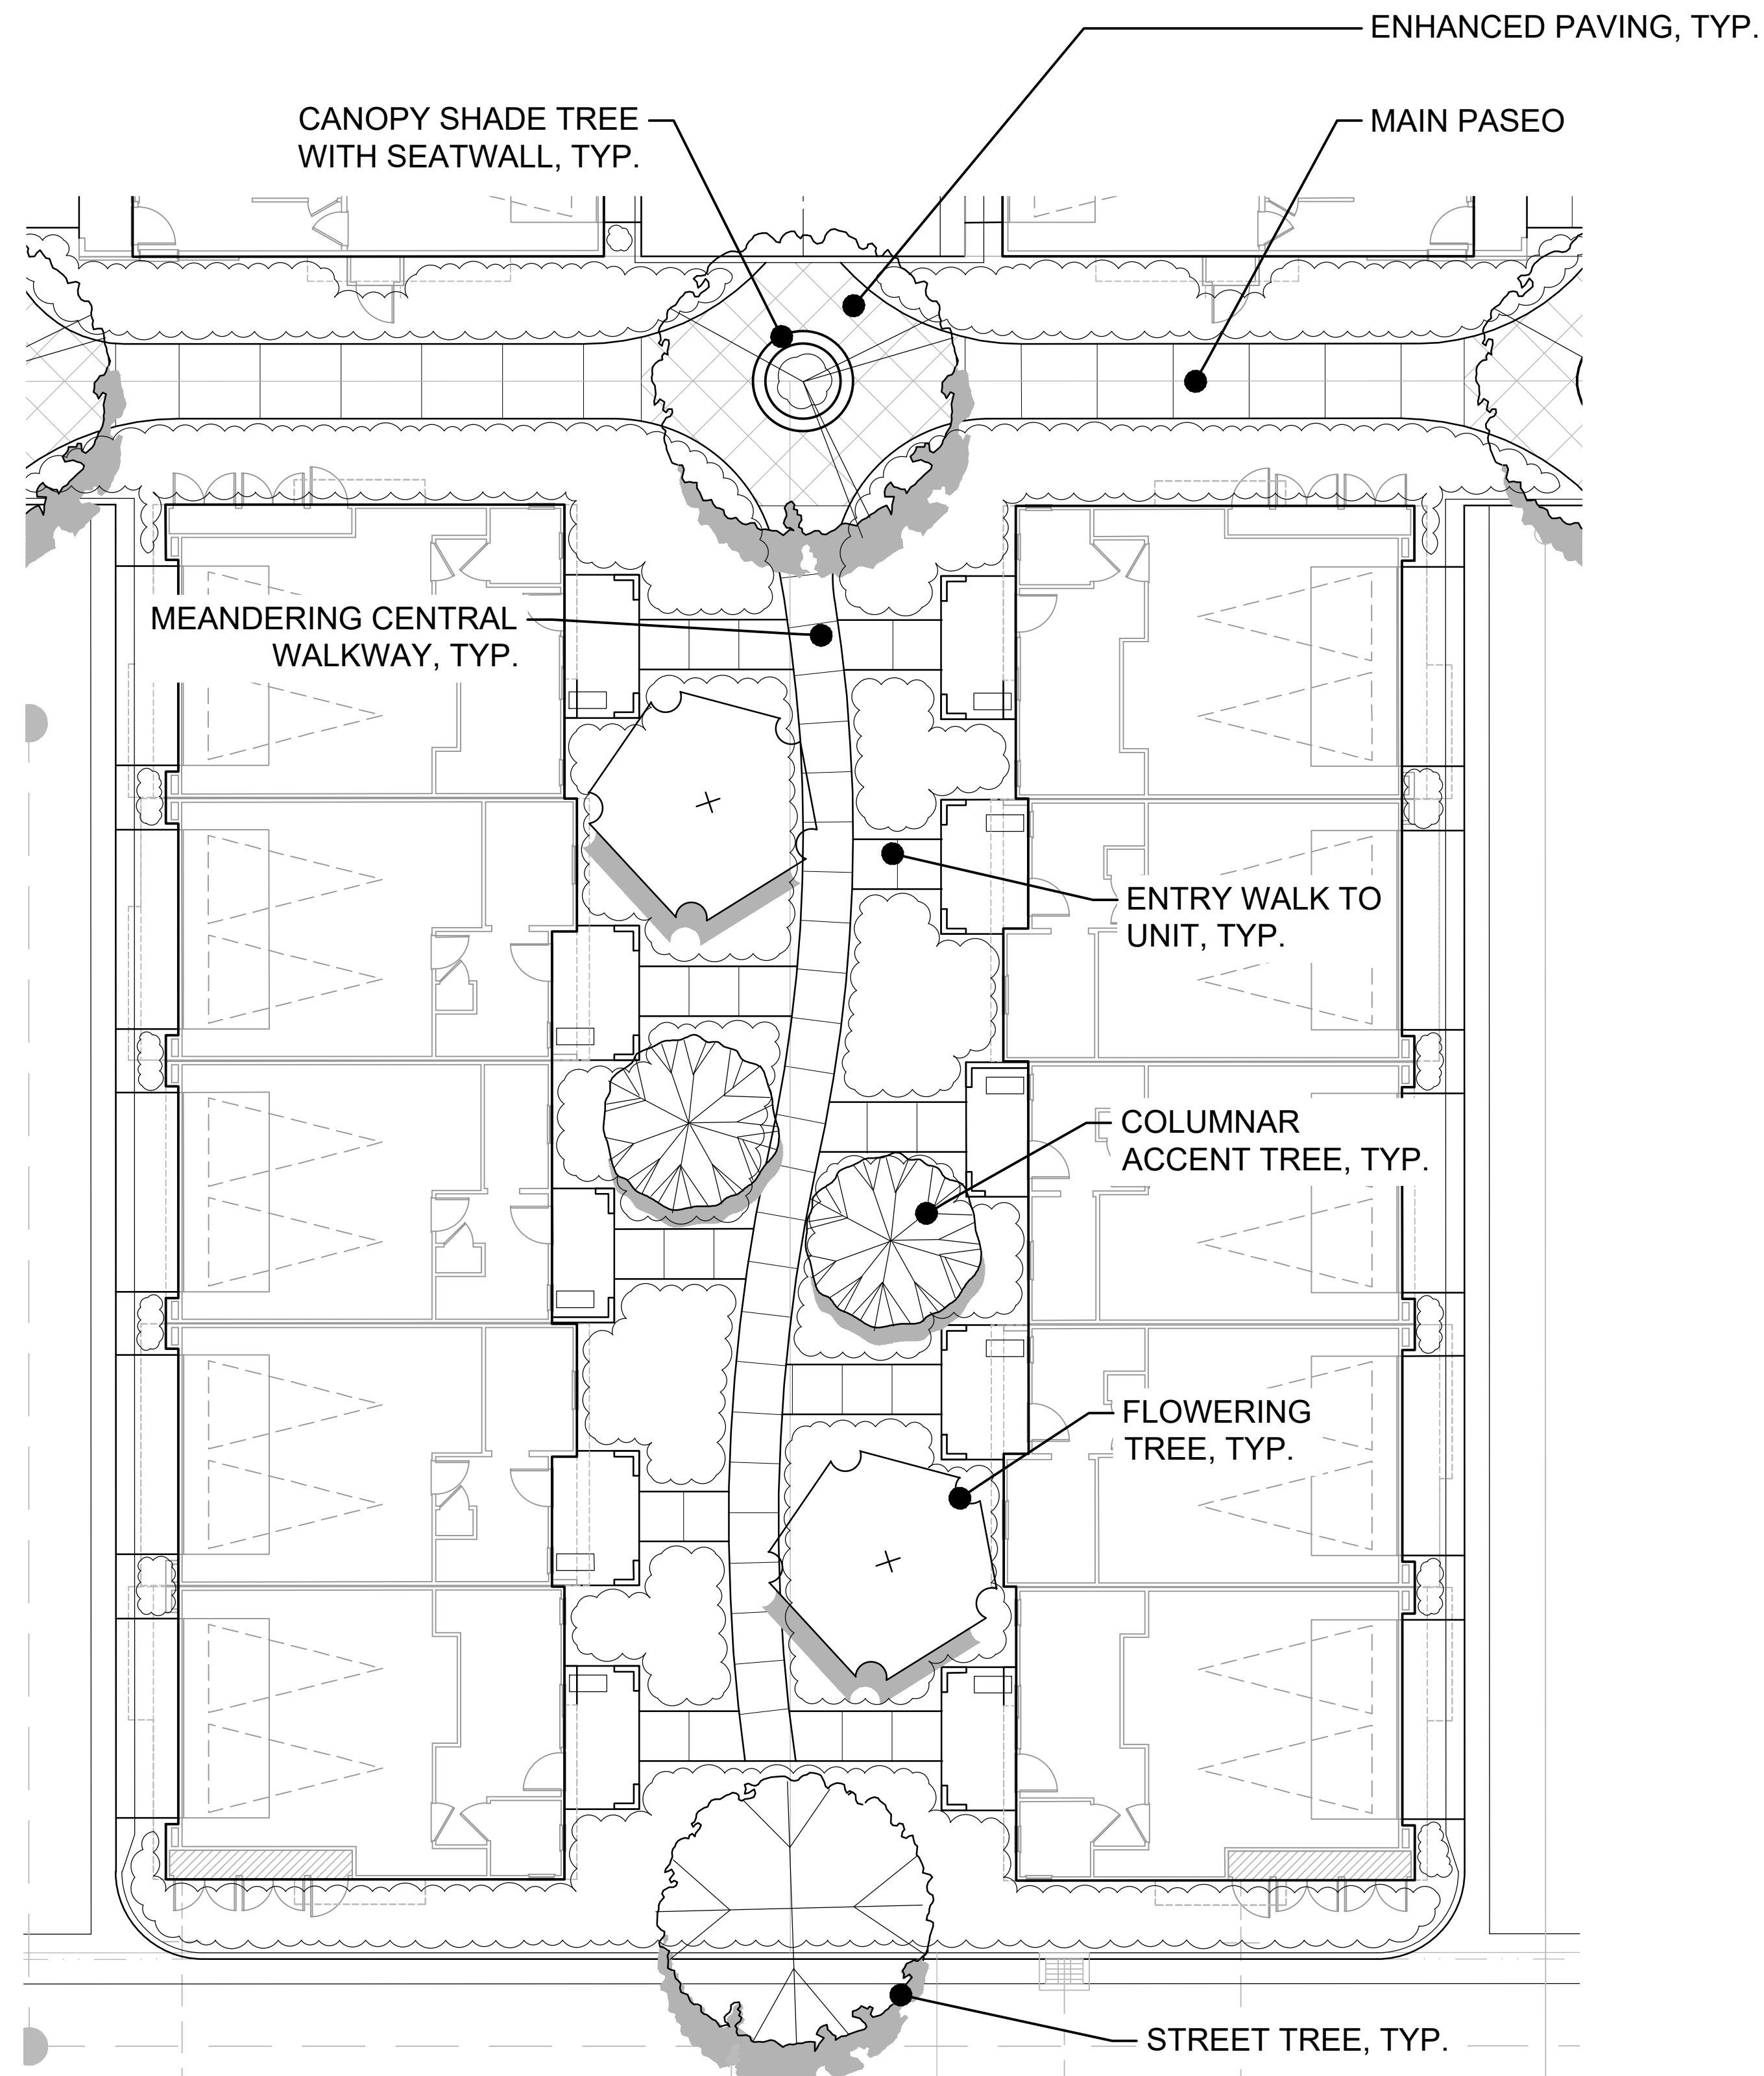 ENHANCED PAVING, TYP.
CANOPY SHADE TREE
WITH SEATWALL, TYP.
MAIN PASEO
MEANDERING CENTRAL
WALKWAY, TYP.
ENTRY WALK TO
UNIT, TYP.
COLUMNAR
ACCENT TREE, TYP.
FLOWERING
TREE, TYP.
STREET TREE, TYP.